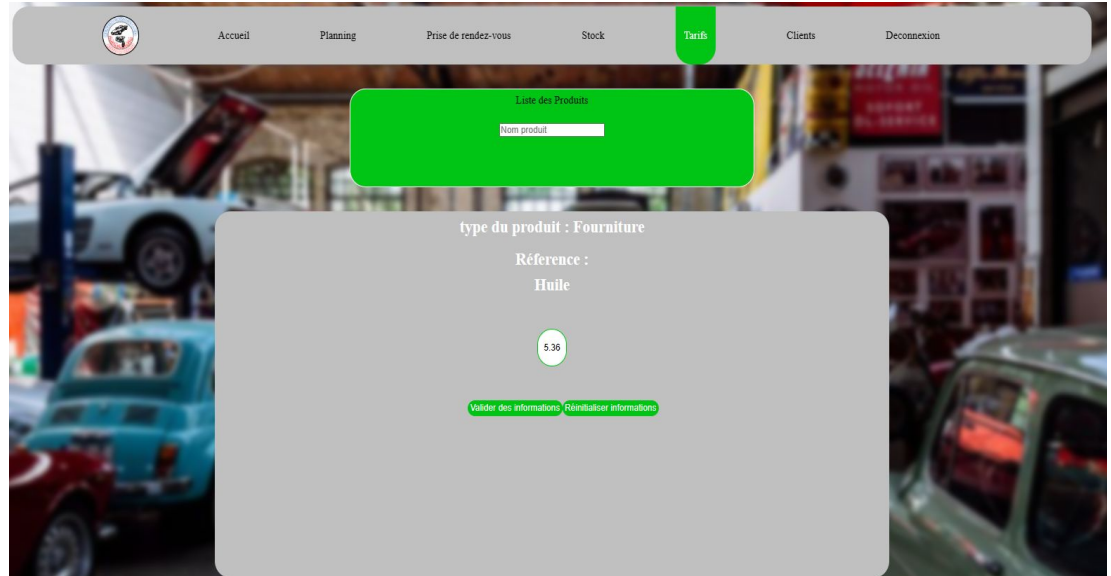 Accueil Planning Prise de rendez-vous Stock Tarifs Clients Deconnexion
Liste des Produits
Nom produit
type du produit : Fourniture
Réference :
Huile
5.36
Valider des informations Réinitialiser informations